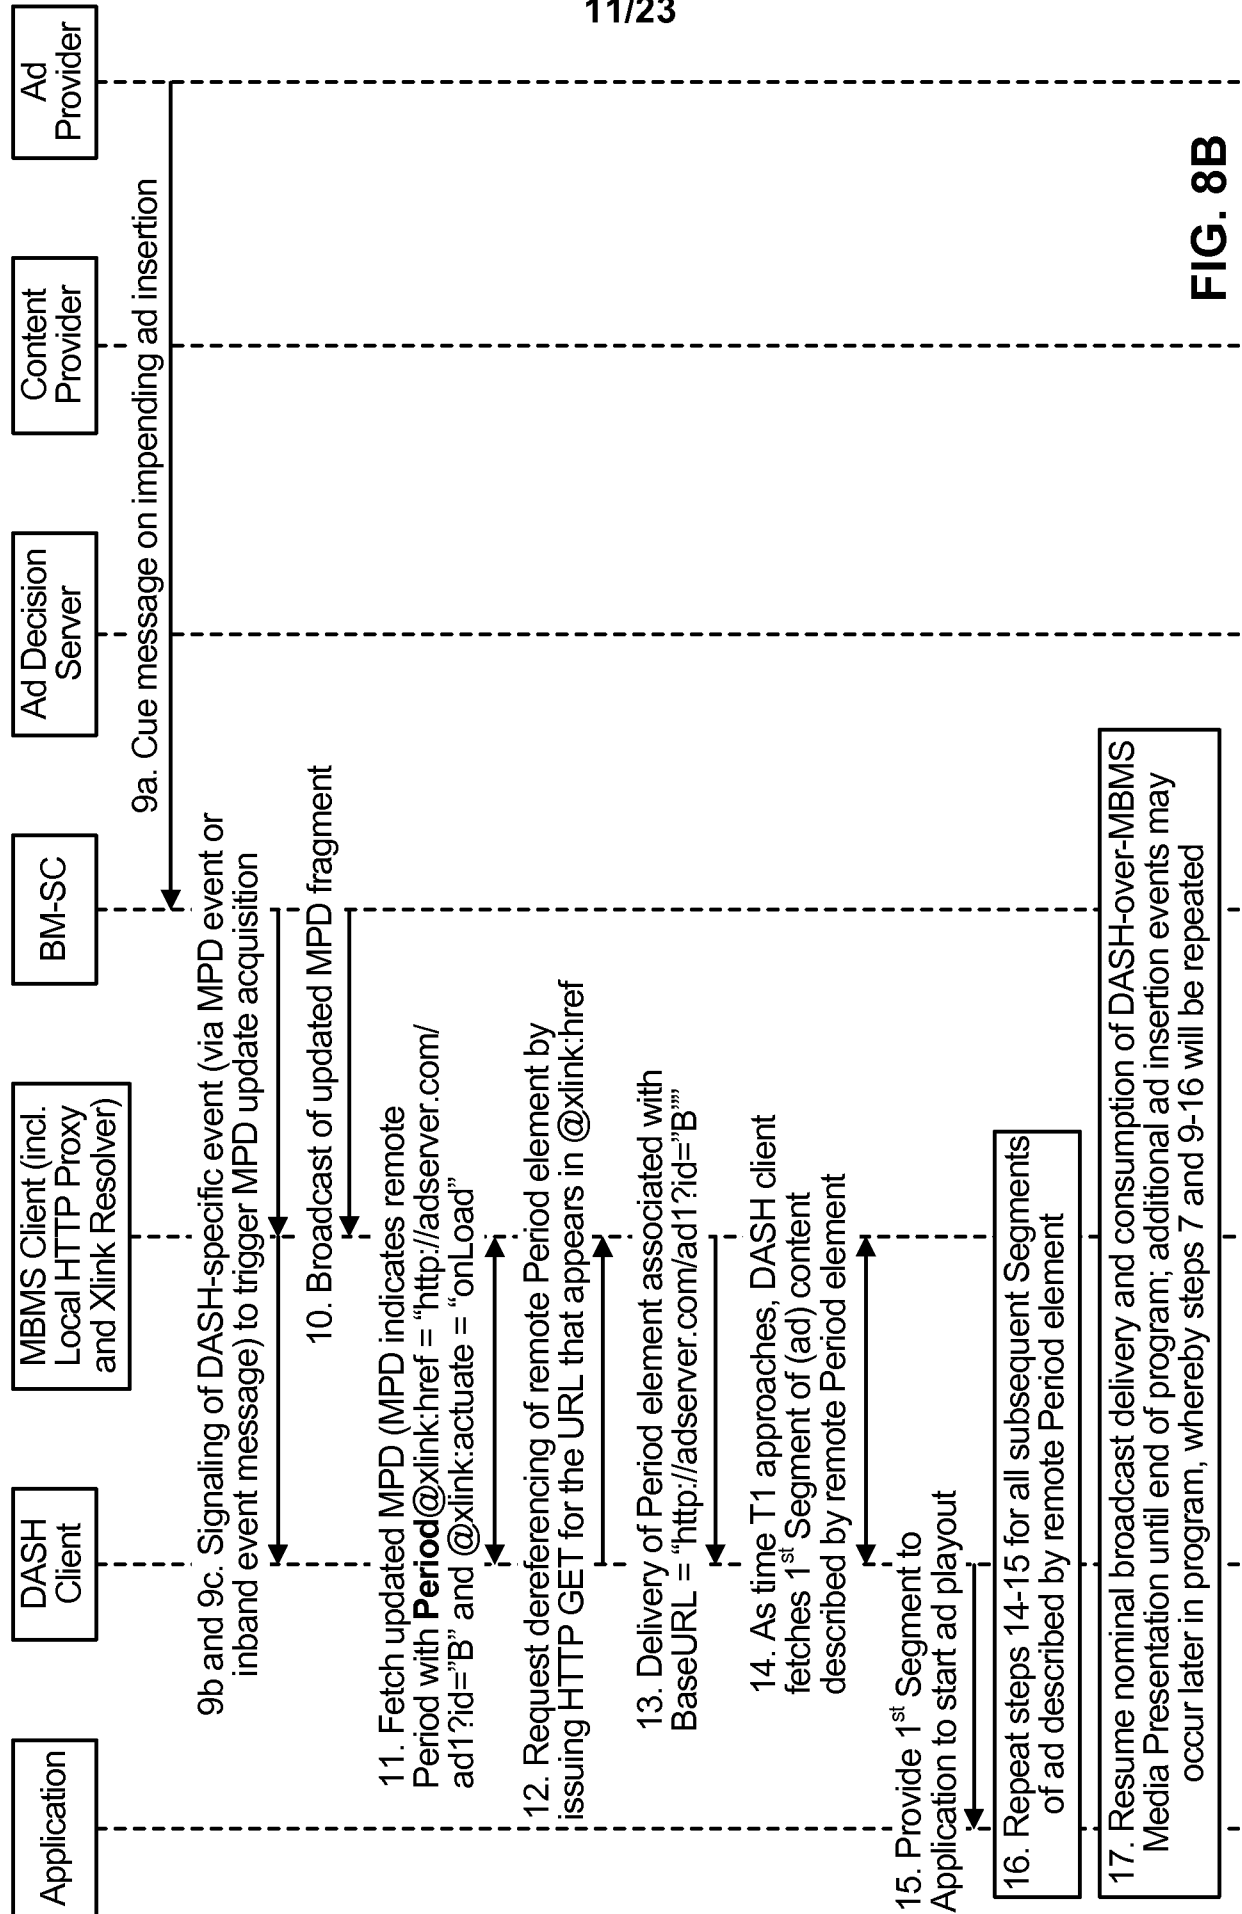 11/23
Application
DASH
Client
MBMS Client (incl.
Local HTTP Proxy
and Xlink Resolver)
BM-SC
Ad Decision
Server
Content
Provider
Ad
Provider
9a. Cue message on impending ad insertion
9b and 9c. Signaling of DASH-specific event (via MPD event or
inband event message) to trigger MPD update acquisition
10. Broadcast of updated MPD fragment
11. Fetch updated MPD (MPD indicates remote
Period with Period@xlink:href = “http://adserver.com/
ad1?id=”B” and @xlink:actuate = “onLoad”
12. Request dereferencing of remote Period element by
issuing HTTP GET for the URL that appears in @xlink:href
13. Delivery of Period element associated with
BaseURL = “http://adserver.com/ad1?id=”B””
14. As time T1 approaches, DASH client
fetches 1st Segment of (ad) content
described by remote Period element
15. Provide 1st Segment to
Application to start ad playout
16. Repeat steps 14-15 for all subsequent Segments
of ad described by remote Period element
17. Resume nominal broadcast delivery and consumption of DASH-over-MBMS
Media Presentation until end of program; additional ad insertion events may
occur later in program, whereby steps 7 and 9-16 will be repeated
FIG. 8B